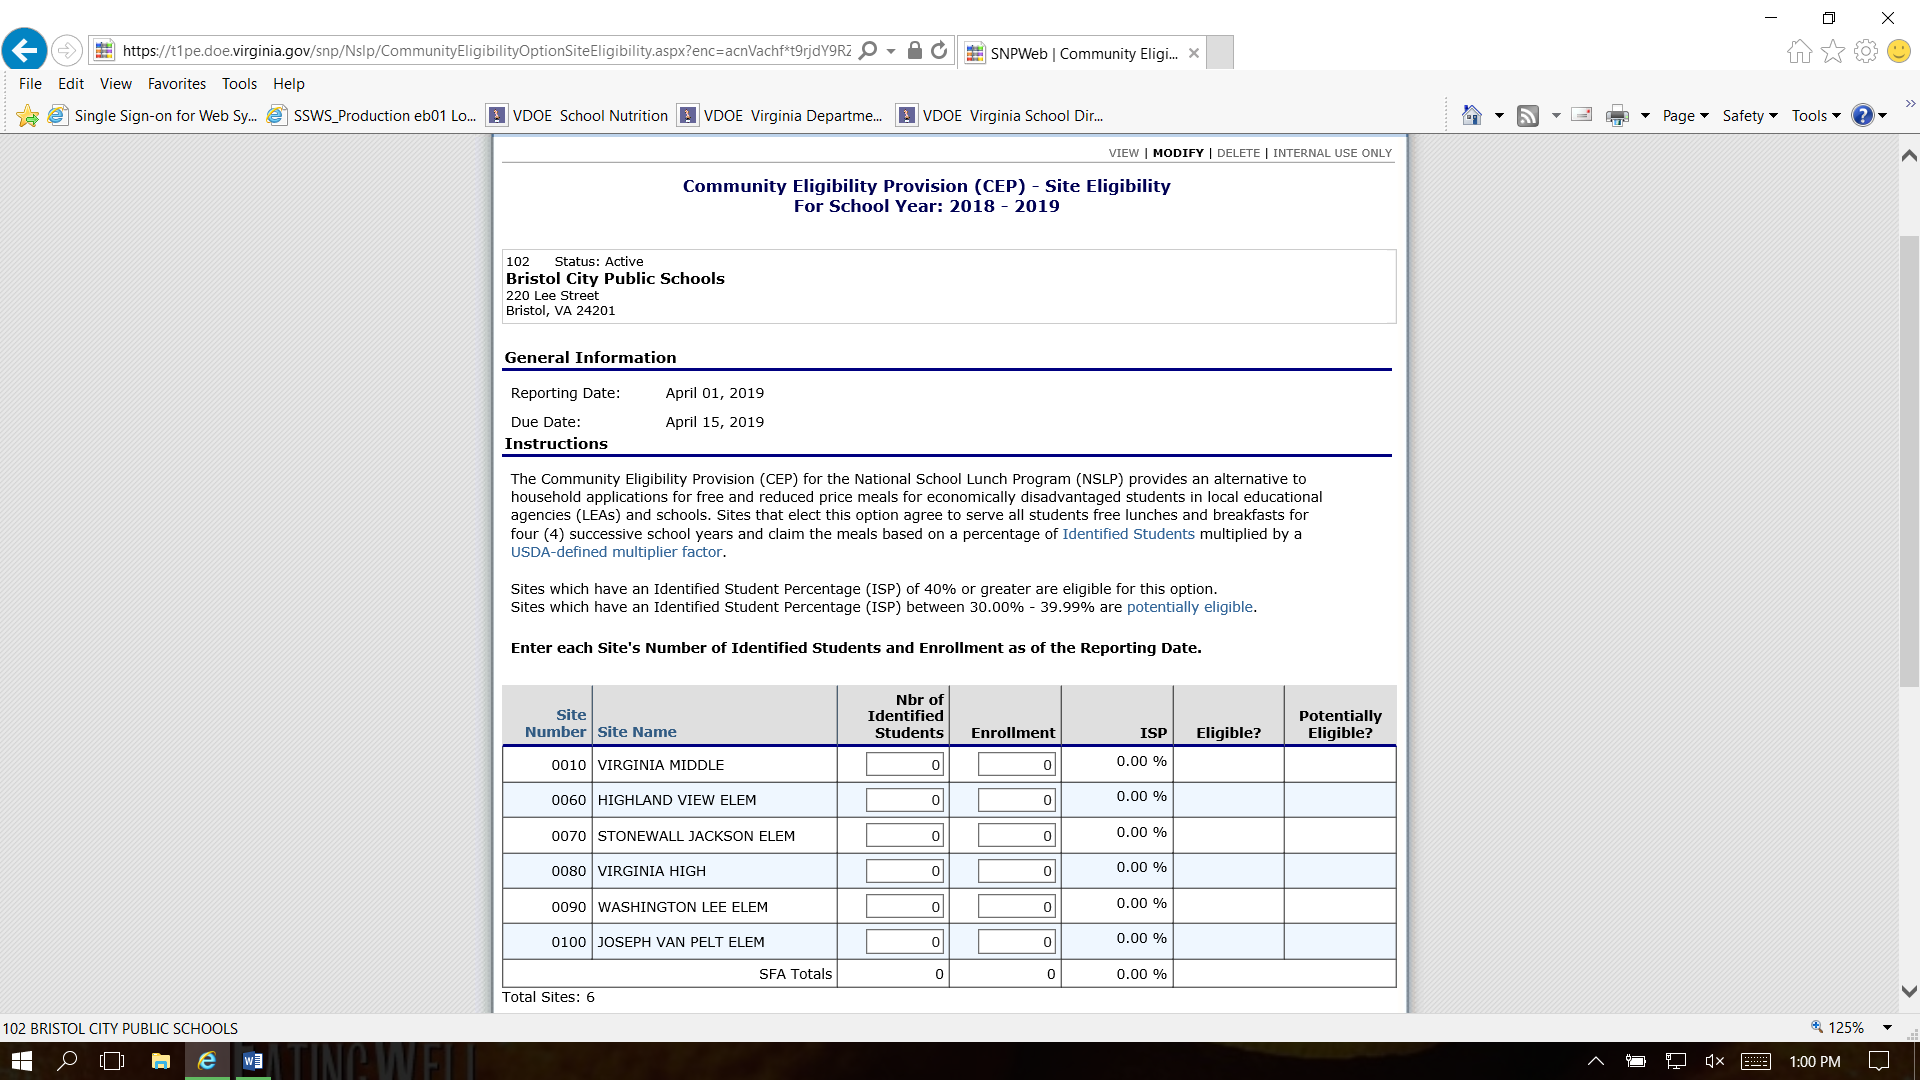 https://t1pe.doe.virginia.gov/snp/Nslp/CommunityEligibilityOptionSiteEligibility.aspx?enc=acnVachf*t9rjdY9RZ
SNPWeb | Community Eligi...
File Edit View Favorites Tools Help
Single Sign-on for Web Sy... SSWS_Production eb01 Lo... VDOE School Nutrition VDOE Virginia Departme... VDOE Virginia School Dir... Page Safety Tools
VIEW | MODIFY | DELETE | INTERNAL USE ONLY
Community Eligibility Provision (CEP) - Site Eligibility
For School Year: 2018 - 2019
102 Status: Active
Bristol City Public Schools
220 Lee Street
Bristol, VA 24201
General Information
Reporting Date: April 01, 2019
Due Date: April 15, 2019
Instructions
The Community Eligibility Provision (CEP) for the National School Lunch Program (NSLP) provides an alternative to
household applications for free and reduced price meals for economically disadvantaged students in local educational
agencies (LEAs) and schools. Sites that elect this option agree to serve all students free lunches and breakfasts for
four (4) successive school years and claim the meals based on a percentage of Identified Students multiplied by a
USDA-defined multiplier factor.
Sites which have an Identified Student Percentage (ISP) of 40% or greater are eligible for this option.
Sites which have an Identified Student Percentage (ISP) between 30.00% - 39.99% are potentially eligible.
Enter each Site's Number of Identified Students and Enrollment as of the Reporting Date.
Site Number Site Name Nbr of Identified Students Enrollment ISP Eligible? Potentially Eligible?
0010 VIRGINIA MIDDLE 0 0 0.00 %
0060 HIGHLAND VIEW ELEM 0 0 0.00 %
0070 STONEWALL JACKSON ELEM 0 0 0.00 %
0080 VIRGINIA HIGH 0 0 0.00 %
0090 WASHINGTON LEE ELEM 0 0 0.00 %
0100 JOSEPH VAN PELT ELEM 0 0 0.00 %
SFA Totals 0 0 0.00 %
Total Sites: 6
102 BRISTOL CITY PUBLIC SCHOOLS 125%
1:00 PM